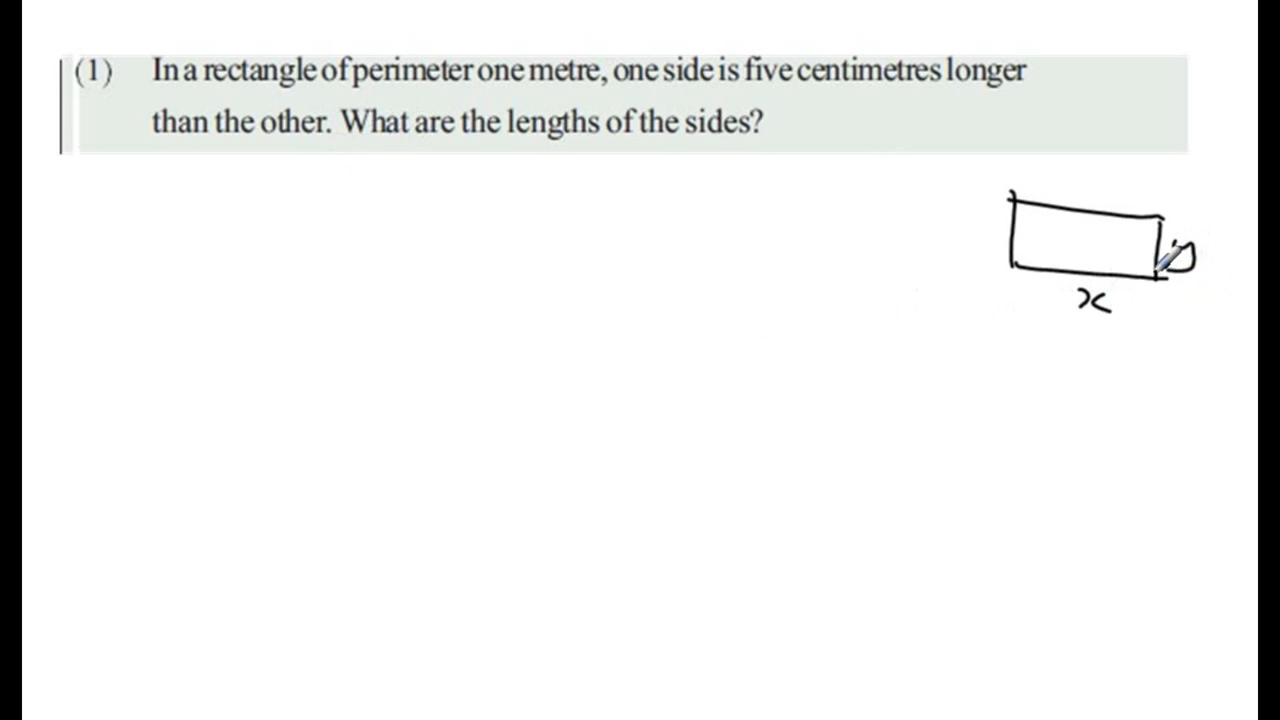 (1) In a rectangle of perimeter one metre, one side is five centimetres longer
than the other. What are the lengths of the sides?
x